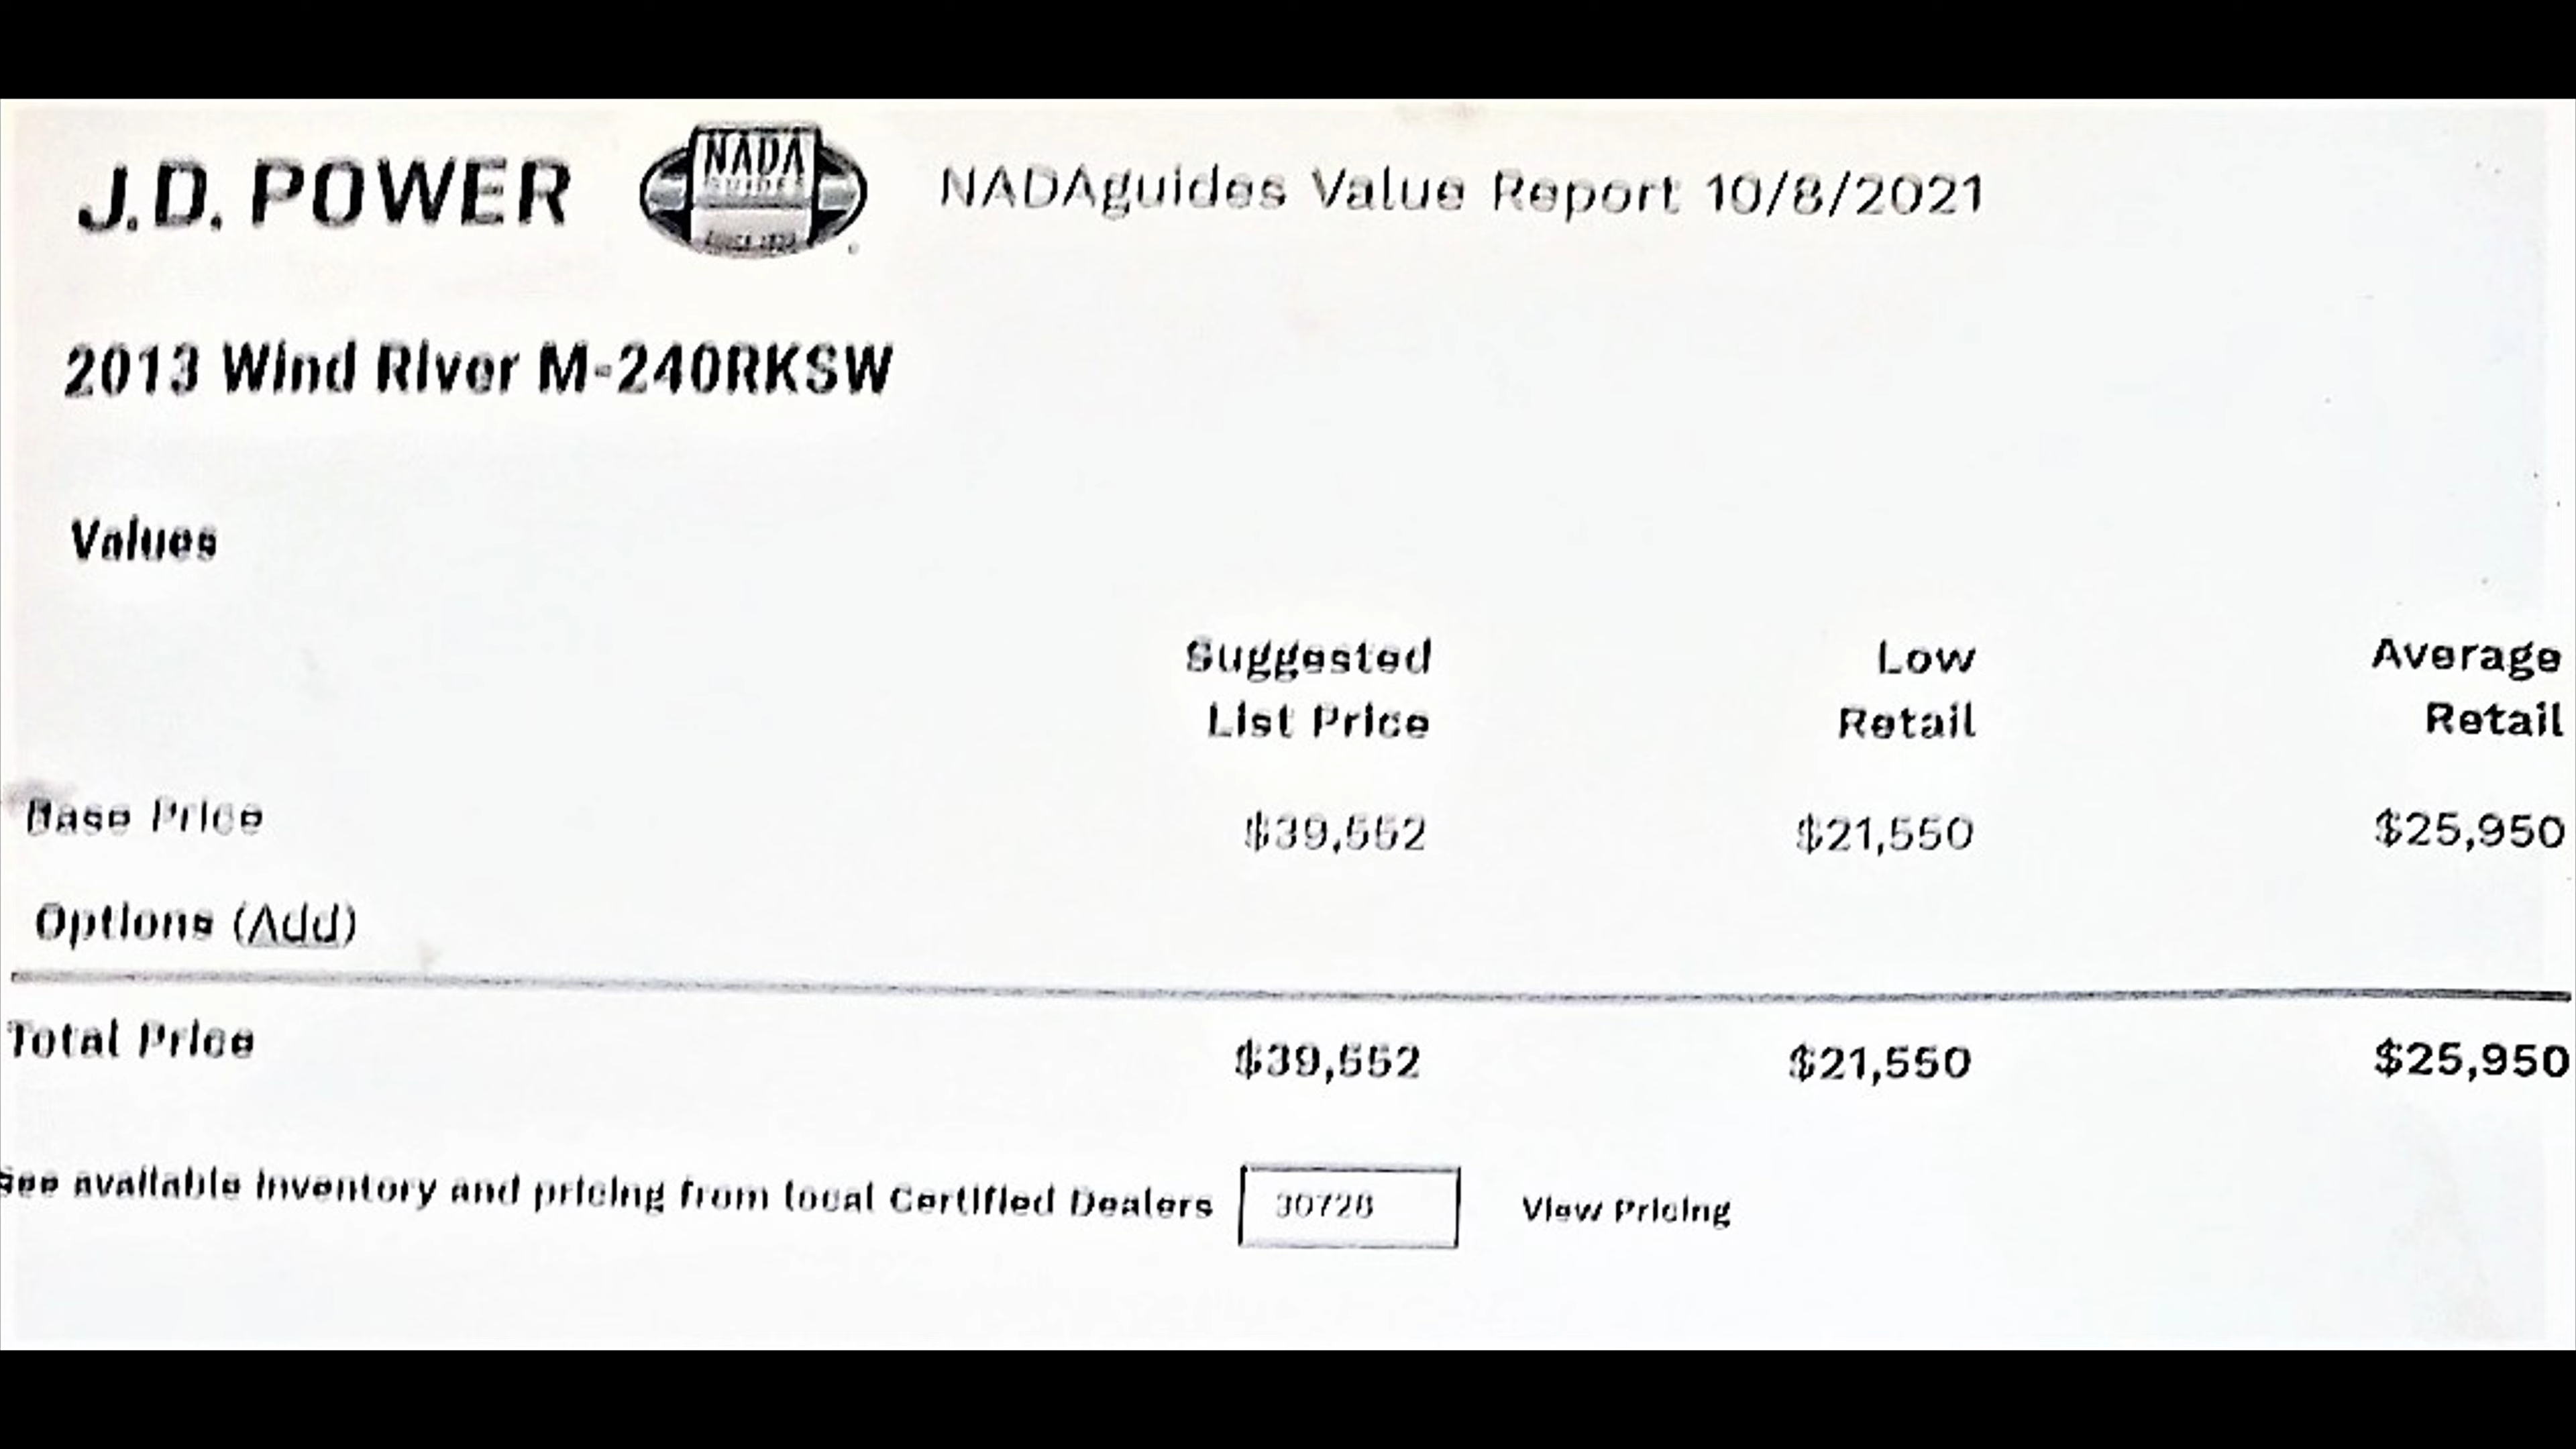 J.D. POWER NADA GUIDES NADAguides Value Report 10/8/2021
2013 Wind River M-240RKSW
Values
Suggested Low Average
List Price Retail Retail
Base Price $39,552 $21,550 $25,950
Options (Add)
Total Price $39,552 $21,550 $25,950
See available inventory and pricing from local Certified Dealers 30728 View Pricing